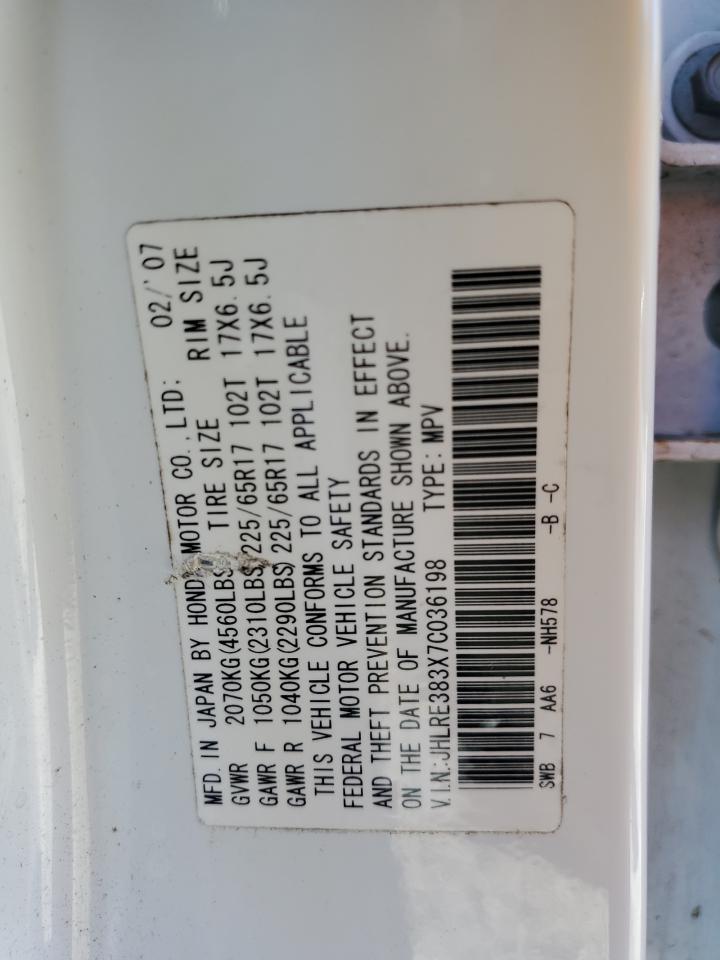 MFD. IN JAPAN BY HONDA MOTOR CO., LTD: 02/'07
GVWR 2070KG(4560LBS) TIRE SIZE RIM SIZE
GAWR F 1050KG(2310LBS) 225/65R17 102T 17X6.5J
GAWR R 1040KG(2290LBS) 225/65R17 102T 17X6.5J
THIS VEHICLE CONFORMS TO ALL APPLICABLE
FEDERAL MOTOR VEHICLE SAFETY
AND THEFT PREVENTION STANDARDS IN EFFECT
ON THE DATE OF MANUFACTURE SHOWN ABOVE.
V.I.N.:JHLRE383X7C036198 TYPE: MPV
SWB 7 AA6 -NH578 -B -C